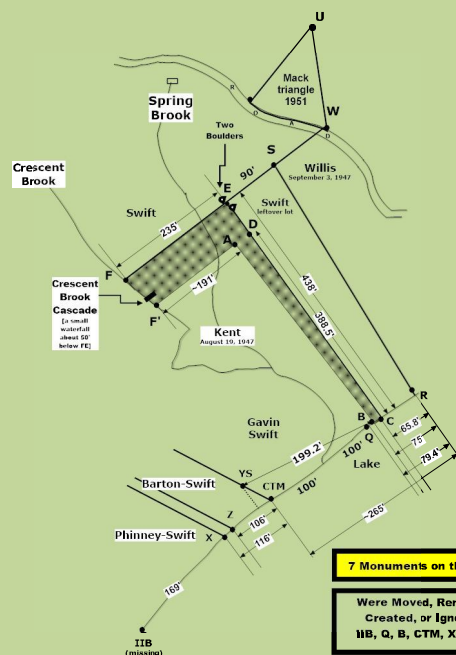 U
Mack
triangle
1951
R
O
A
D
W
Spring
Brook
Two
Boulders
S
Willis
September 3, 1947
90'
Crescent
Brook
E
Swift
Swift
leftover lot
235'
D
A
F
~191'
438'
Crescent
Brook
Cascade
[a small
waterfall
about 50'
below FE]
F'
388.5'
Kent
August 19, 1947
R
B
C
Q
65.8'
75'
79.4'
Gavin
Swift
199.2'
100'
Lake
YS
Barton-Swift
CTM
100'
~265'
Z
106'
Phinney-Swift
X
116'
7 Monuments on th
169'
Were Moved,
Created, or
IIB, Q, B, CTM, X
IIB
(missing)